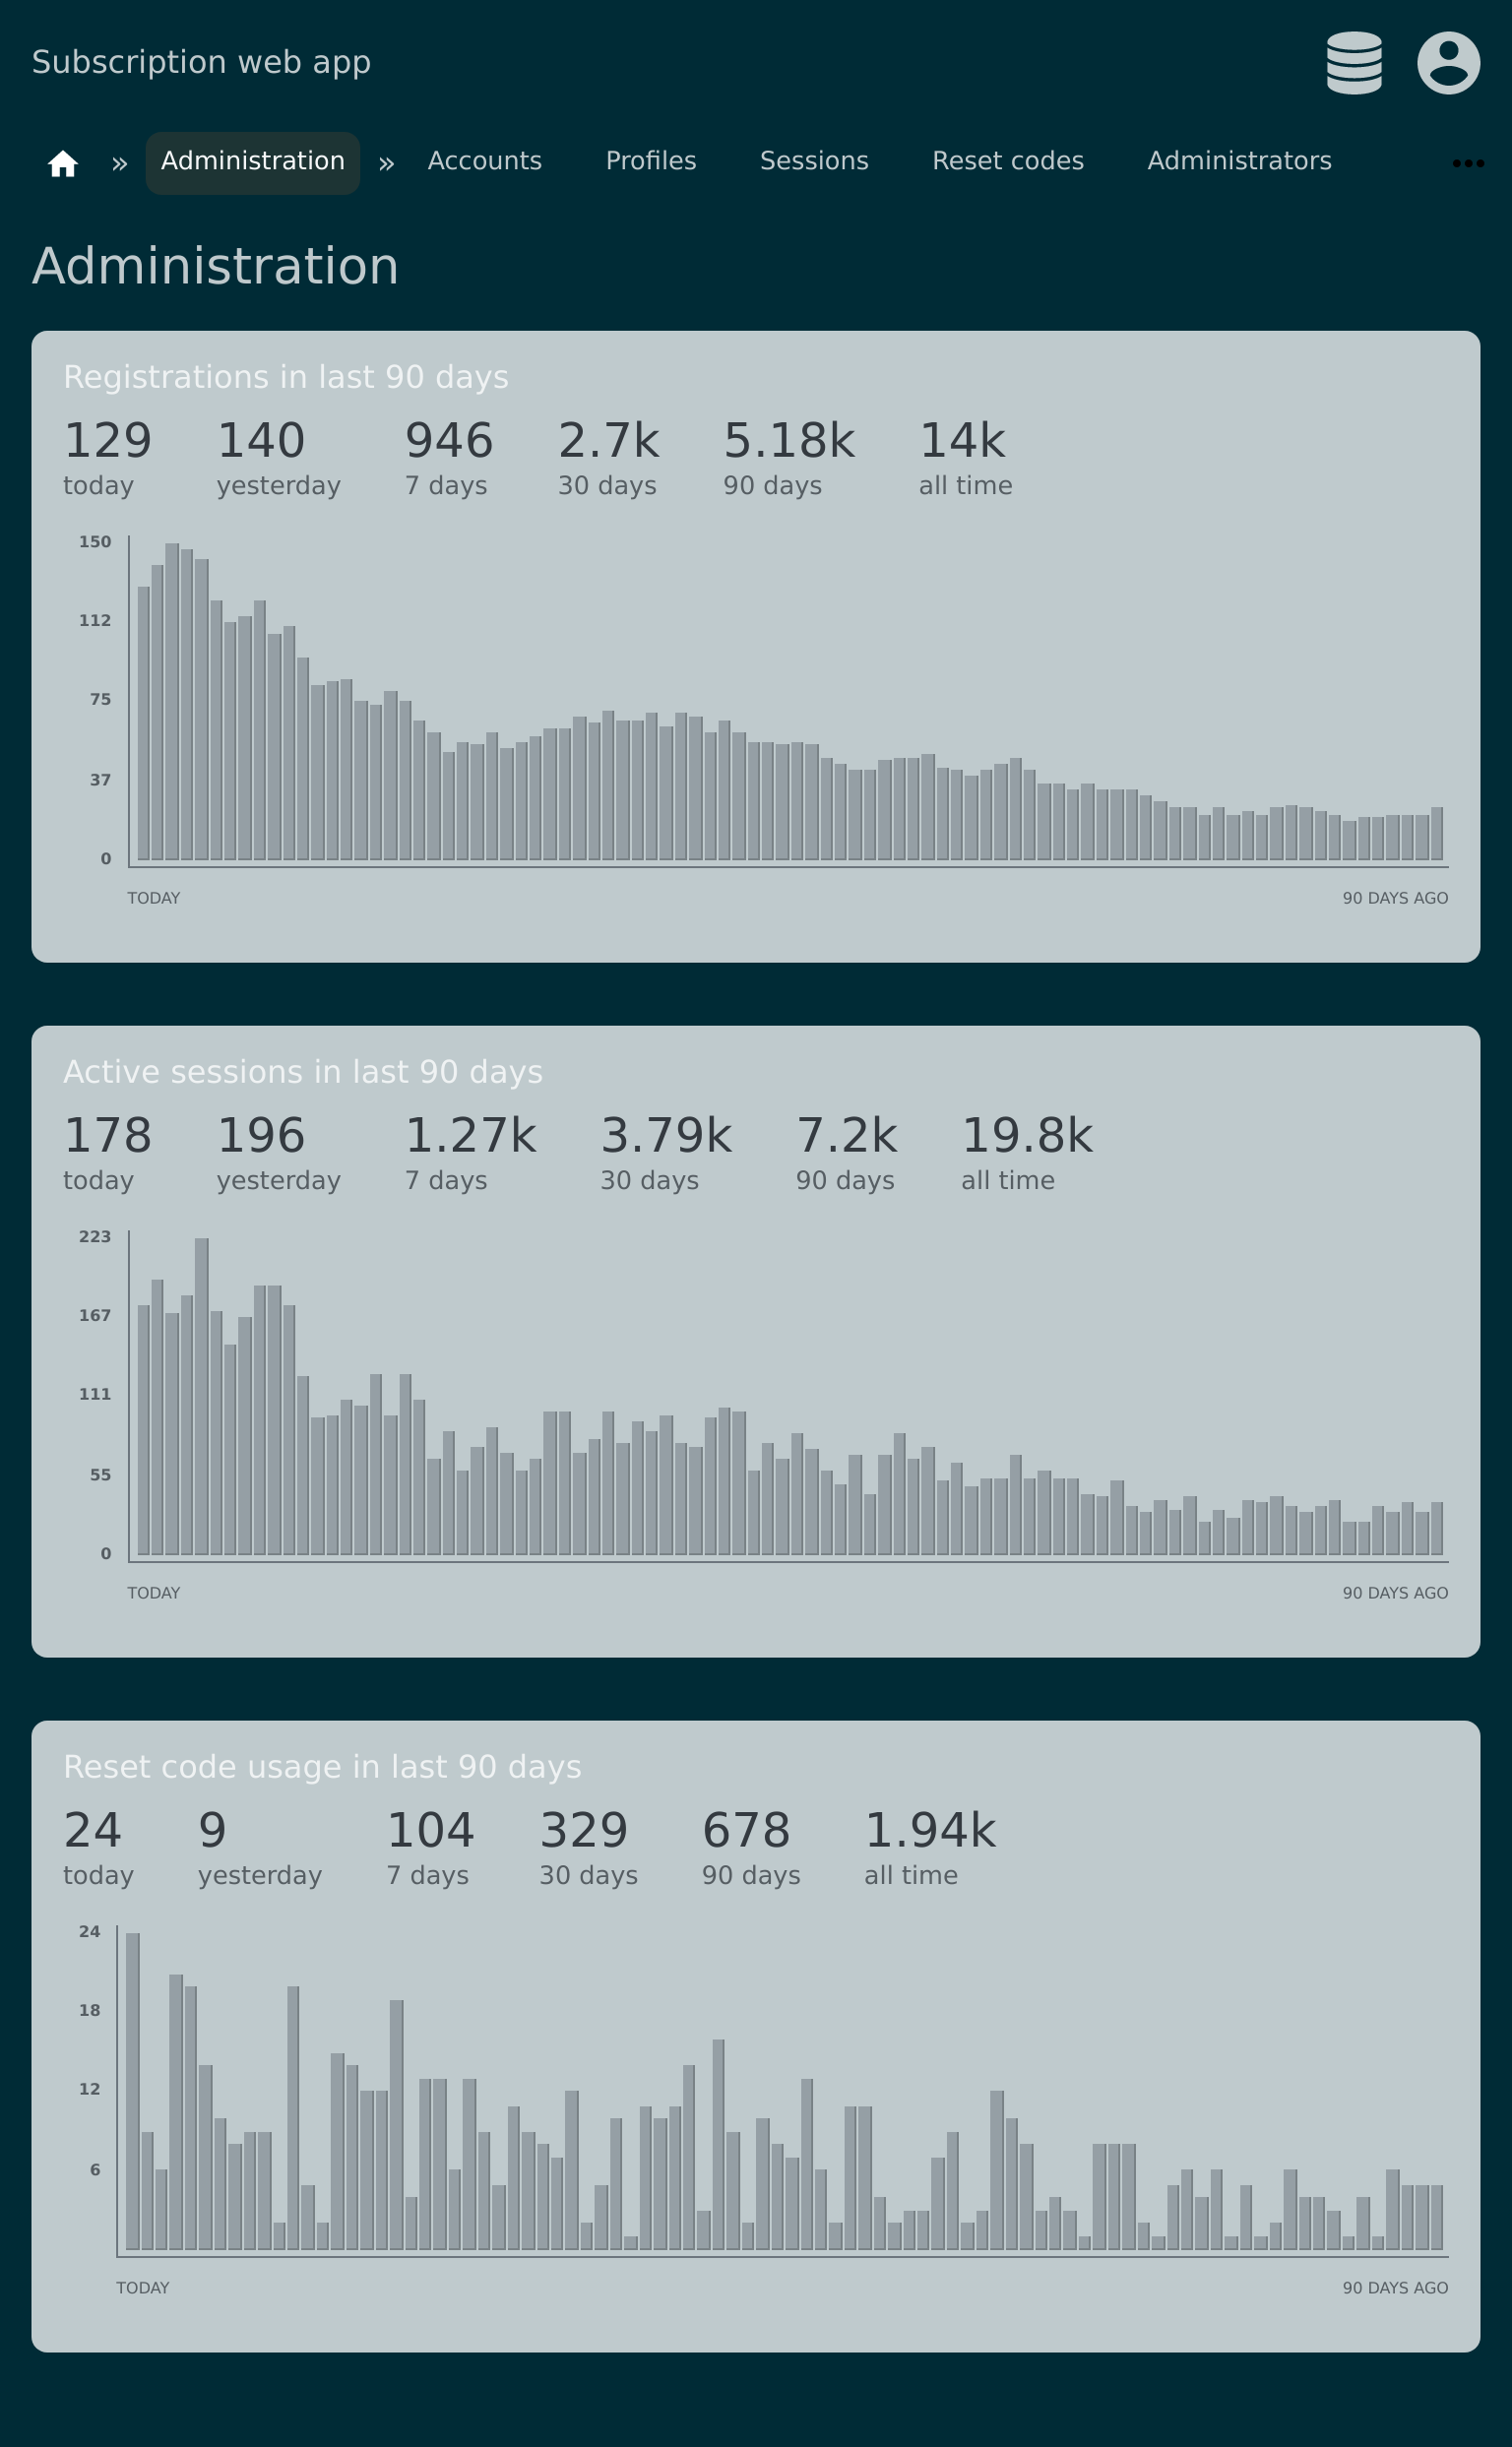 Subscription web app
» Administration » Accounts Profiles Sessions Reset codes Administrators •••
Administration
Registrations in last 90 days
129 140 946 2.7k 5.18k 14k
today yesterday 7 days 30 days 90 days all time
150
112
75
37
0
TODAY 90 DAYS AGO
Active sessions in last 90 days
178 196 1.27k 3.79k 7.2k 19.8k
today yesterday 7 days 30 days 90 days all time
223
167
111
55
0
TODAY 90 DAYS AGO
Reset code usage in last 90 days
24 9 104 329 678 1.94k
today yesterday 7 days 30 days 90 days all time
24
18
12
6
TODAY 90 DAYS AGO